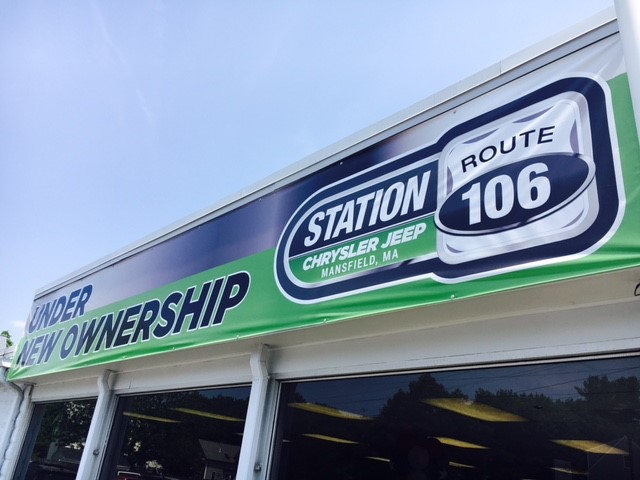 UNDER
NEW OWNERSHIP
STATION
CHRYSLER JEEP
MANSFIELD, MA
ROUTE
106